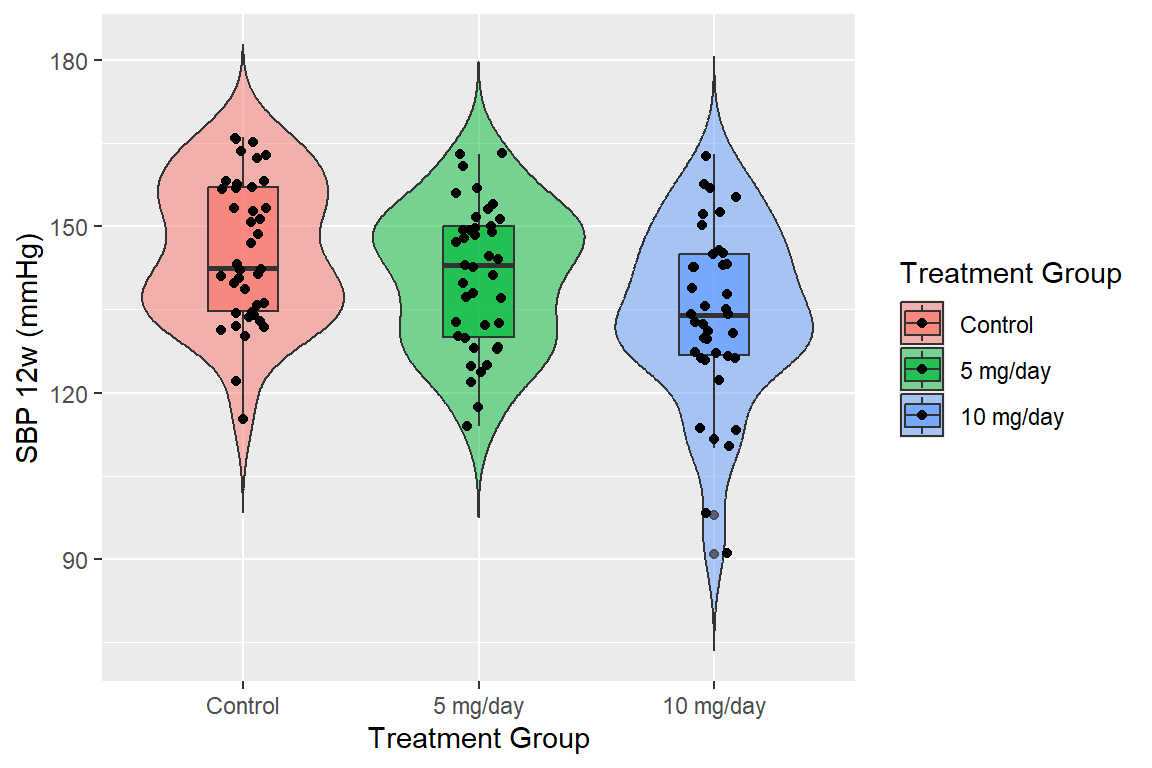 SBP 12w (mmHg)
180
150
120
90
Control
5 mg/day
10 mg/day
Treatment Group
Treatment Group
Control
5 mg/day
10 mg/day